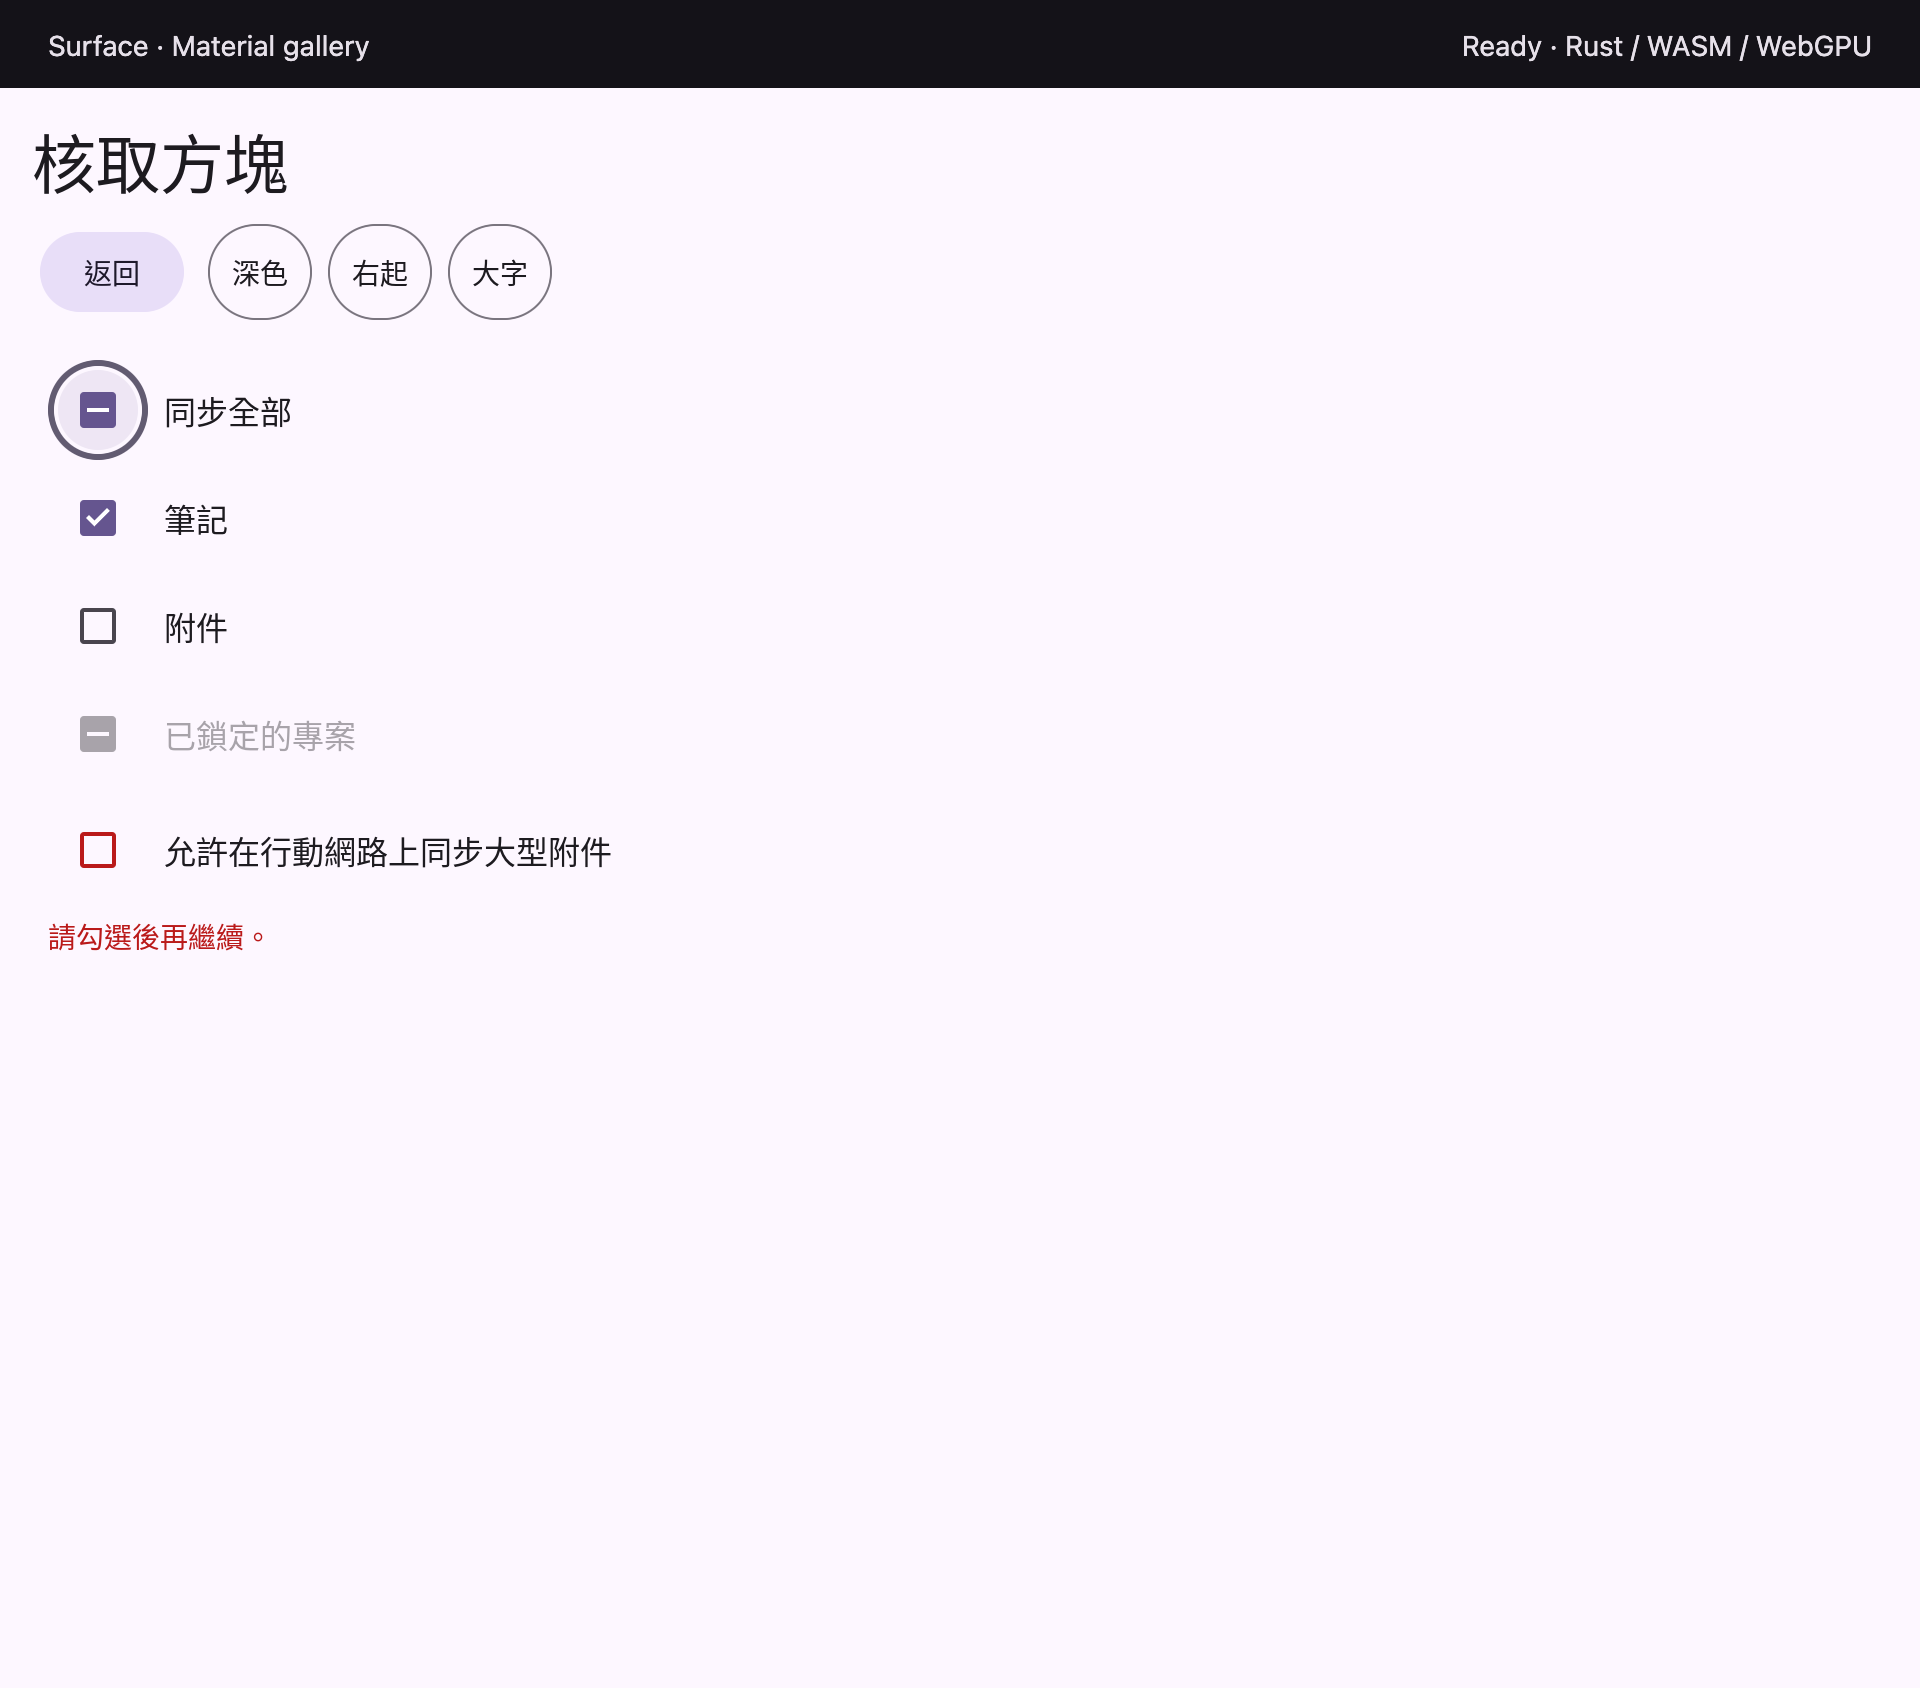 Surface · Material gallery
Ready · Rust / WASM / WebGPU
核取方塊
返回 深色 右起 大字
同步全部
筆記
附件
已鎖定的專案
允許在行動網路上同步大型附件
請勾選後再繼續。